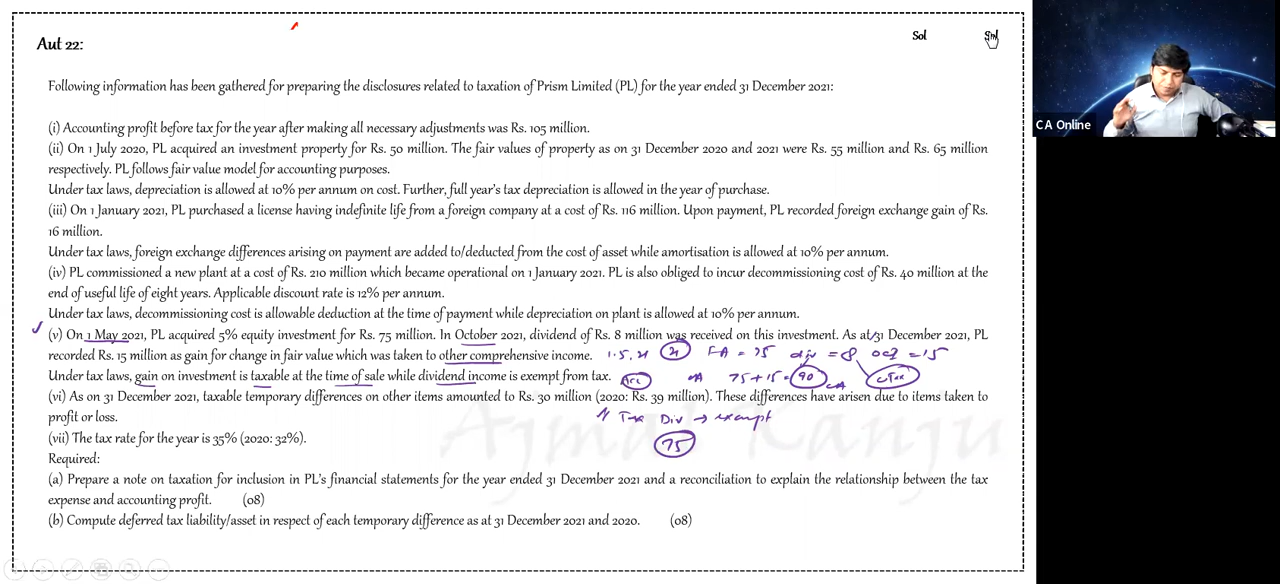 Aut 22:
Sol
Sol
Following information has been gathered for preparing the disclosures related to taxation of Prism Limited (PL) for the year ended 31 December 2021:
(i) Accounting profit before tax for the year after making all necessary adjustments was Rs. 105 million.
(ii) On 1 July 2020, PL acquired an investment property for Rs. 50 million. The fair values of property as on 31 December 2020 and 2021 were Rs. 55 million and Rs. 65 million
respectively. PL follows fair value model for accounting purposes.
Under tax laws, depreciation is allowed at 10% per annum on cost. Further, full year's tax depreciation is allowed in the year of purchase.
(iii) On 1 January 2021, PL purchased a license having indefinite life from a foreign company at a cost of Rs. 116 million. Upon payment, PL recorded foreign exchange gain of Rs.
16 million.
Under tax laws, foreign exchange differences arising on payment are added to/deducted from the cost of asset while amortisation is allowed at 10% per annum.
(iv) PL commissioned a new plant at a cost of Rs. 210 million which became operational on 1 January 2021. PL is also obliged to incur decommissioning cost of Rs. 40 million at the
end of useful life of eight years. Applicable discount rate is 12% per annum.
Under tax laws, decommissioning cost is allowable deduction at the time of payment while depreciation on plant is allowed at 10% per annum.
(v) On 1 May 2021, PL acquired 5% equity investment for Rs. 75 million. In October 2021, dividend of Rs. 8 million was received on this investment. As at 31 December 2021, PL
recorded Rs. 15 million as gain for change in fair value which was taken to other comprehensive income. 1.5.21 21 FA = 75 div = 8 oci = 15
Under tax laws, gain on investment is taxable at the time of sale while dividend income is exempt from tax. Acc 75+15= 90 CA C Tax
(vi) As on 31 December 2021, taxable temporary differences on other items amounted to Rs. 30 million (2020: Rs. 39 million). These differences have arisen due to items taken to
profit or loss. Tax Div → exempt
(vii) The tax rate for the year is 35% (2020: 32%). 75
Required:
(a) Prepare a note on taxation for inclusion in PL's financial statements for the year ended 31 December 2021 and a reconciliation to explain the relationship between the tax
expense and accounting profit. (08)
(b) Compute deferred tax liability/asset in respect of each temporary difference as at 31 December 2021 and 2020. (08)
Ajmal Kanju
CA Online